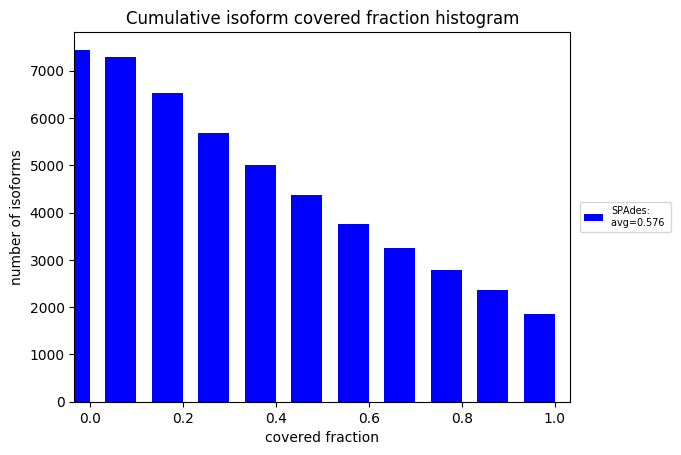 Cumulative isoform covered fraction histogram
number of isoforms
7000
6000
5000
4000
3000
2000
1000
0
0.0 0.2 0.4 0.6 0.8 1.0
covered fraction
SPAdes:
avg=0.576